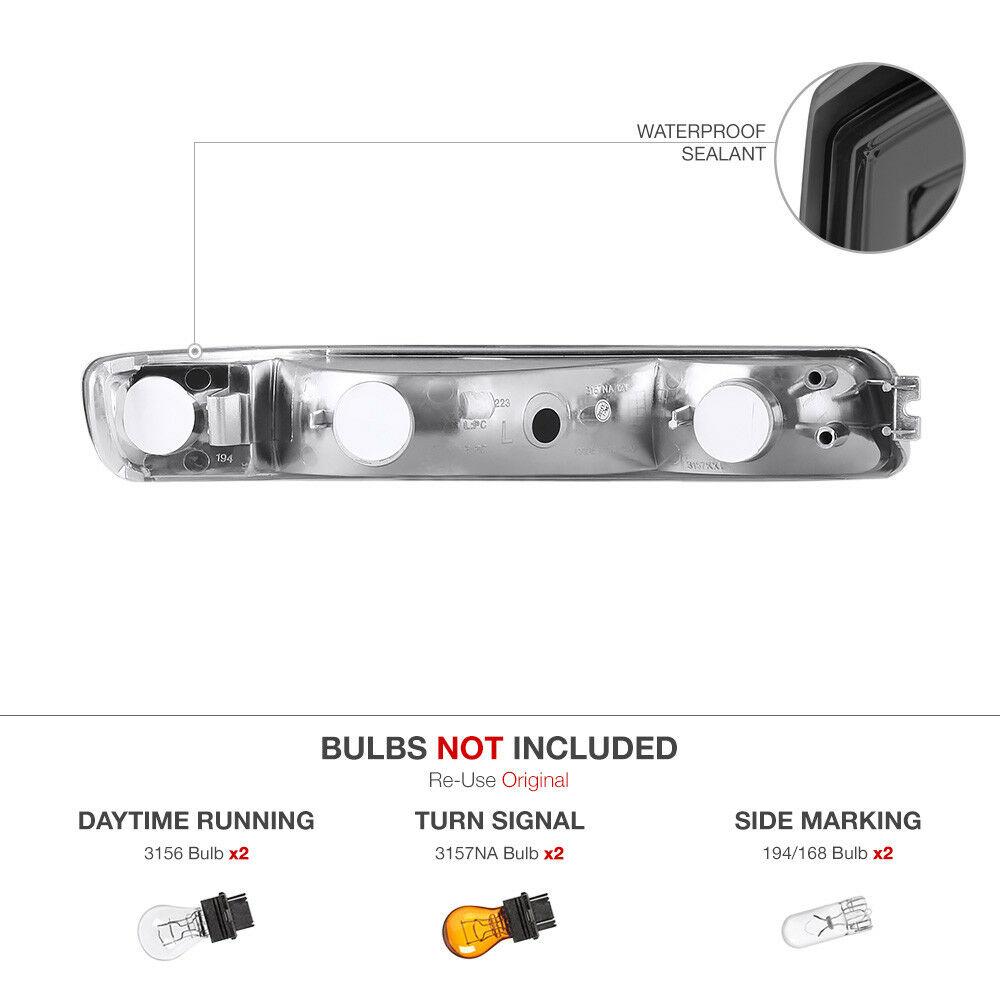 WATERPROOF
SEALANT
223
L
194
BULBS NOT INCLUDED
Re-Use Original
DAYTIME RUNNING
3156 Bulb x2
TURN SIGNAL
3157NA Bulb x2
SIDE MARKING
194/168 Bulb x2